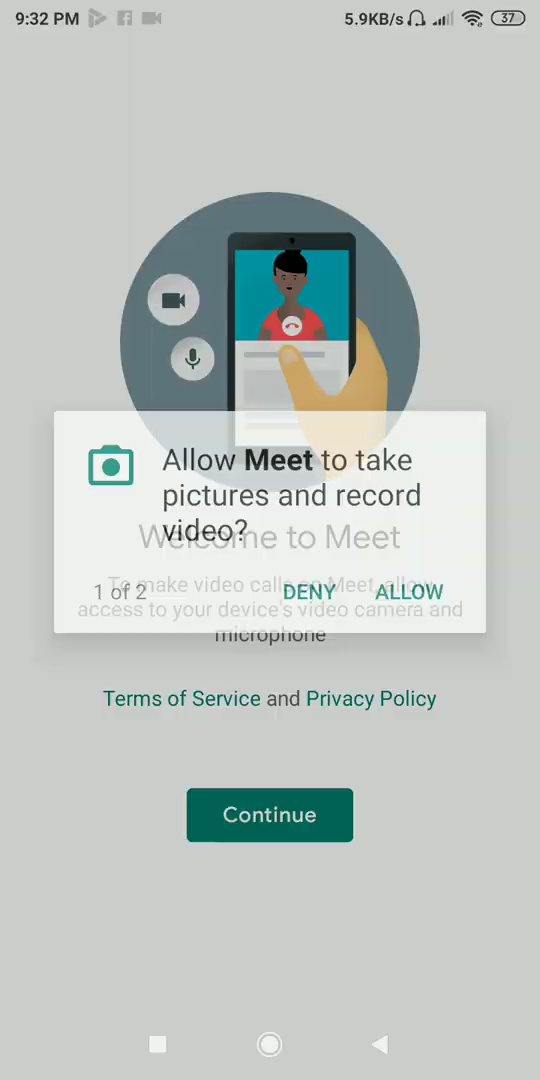 9:32 PM
5.9KB/s
37
Allow Meet to take
pictures and record
video?
Welcome to Meet
1 of 2
DENY
ALLOW
To make video calls on Meet, allow
access to your device's video camera and
microphone
Terms of Service and Privacy Policy
Continue